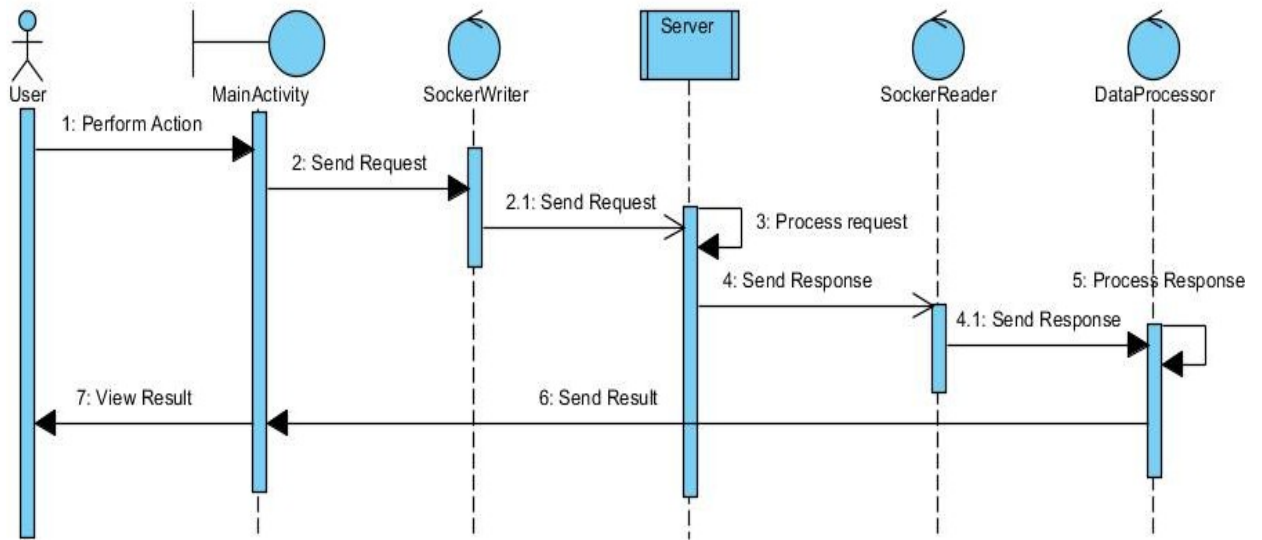 Server
User
MainActivity
SockerWriter
SockerReader
DataProcessor
1: Perform Action
2: Send Request
2.1: Send Request
3: Process request
4: Send Response
5: Process Response
4.1: Send Response
7: View Result
6: Send Result